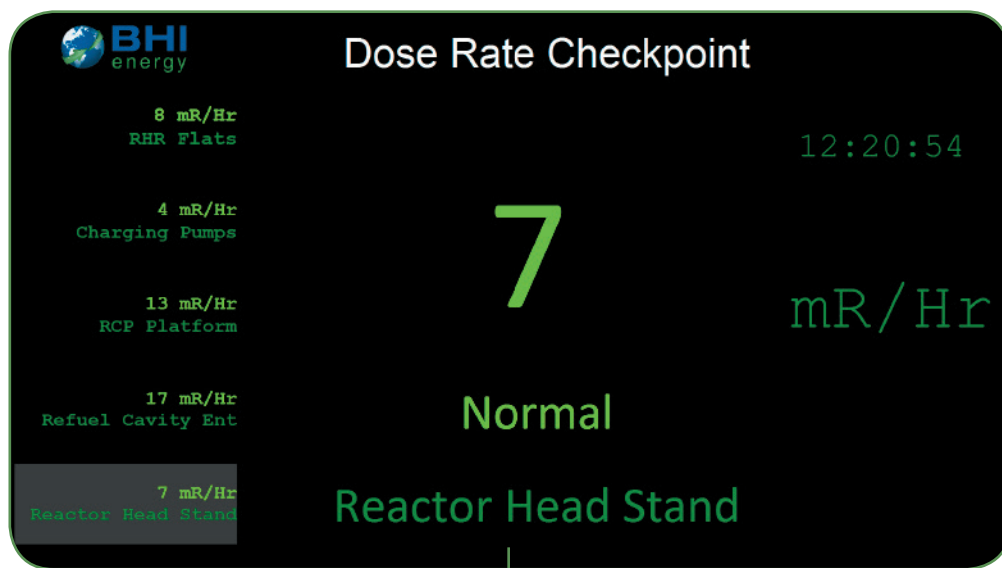 BHI
energy
Dose Rate Checkpoint
8 mR/Hr
RHR Flats
4 mR/Hr
Charging Pumps
13 mR/Hr
RCP Platform
17 mR/Hr
Refuel Cavity Ent
7 mR/Hr
Reactor Head Stand
12:20:54
7
mR/Hr
Normal
Reactor Head Stand